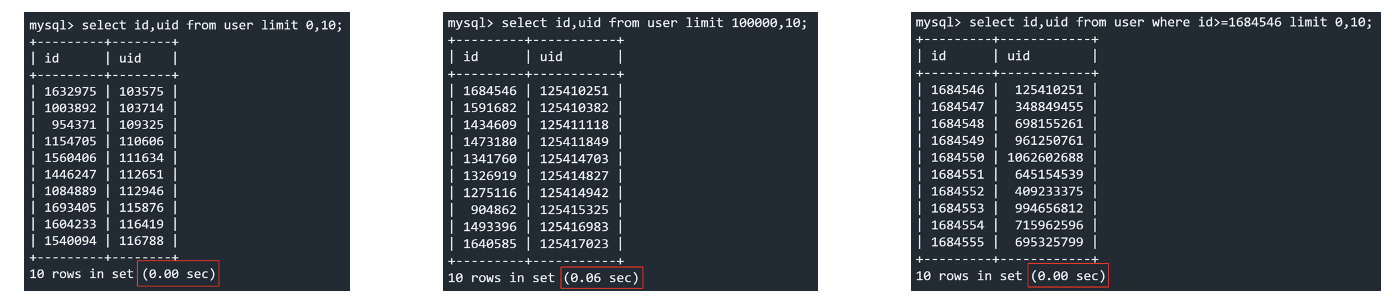 mysql> select id,uid from user limit 0,10;
+---------+--------+
| id      | uid    |
+---------+--------+
| 1632975 | 103575 |
| 1003892 | 103714 |
|  954371 | 109325 |
| 1154705 | 110606 |
| 1560406 | 111634 |
| 1446247 | 112651 |
| 1084889 | 112946 |
| 1693405 | 115876 |
| 1604233 | 116419 |
| 1540094 | 116788 |
+---------+--------+
10 rows in set (0.00 sec)
mysql> select id,uid from user limit 100000,10;
+---------+-----------+
| id      | uid       |
+---------+-----------+
| 1684546 | 125410251 |
| 1591682 | 125410382 |
| 1434609 | 125411118 |
| 1473180 | 125411849 |
| 1341760 | 125414703 |
| 1326919 | 125414827 |
| 1275116 | 125414942 |
|  904862 | 125415325 |
| 1493396 | 125416983 |
| 1640585 | 125417023 |
+---------+-----------+
10 rows in set (0.06 sec)
mysql> select id,uid from user where id>=1684546 limit 0,10;
+---------+------------+
| id      | uid        |
+---------+------------+
| 1684546 |  125410251 |
| 1684547 |  348849455 |
| 1684548 |  698155261 |
| 1684549 |  961250761 |
| 1684550 | 1062602688 |
| 1684551 |  645154539 |
| 1684552 |  409233375 |
| 1684553 |  994656812 |
| 1684554 |  715962596 |
| 1684555 |  695325799 |
+---------+------------+
10 rows in set (0.00 sec)